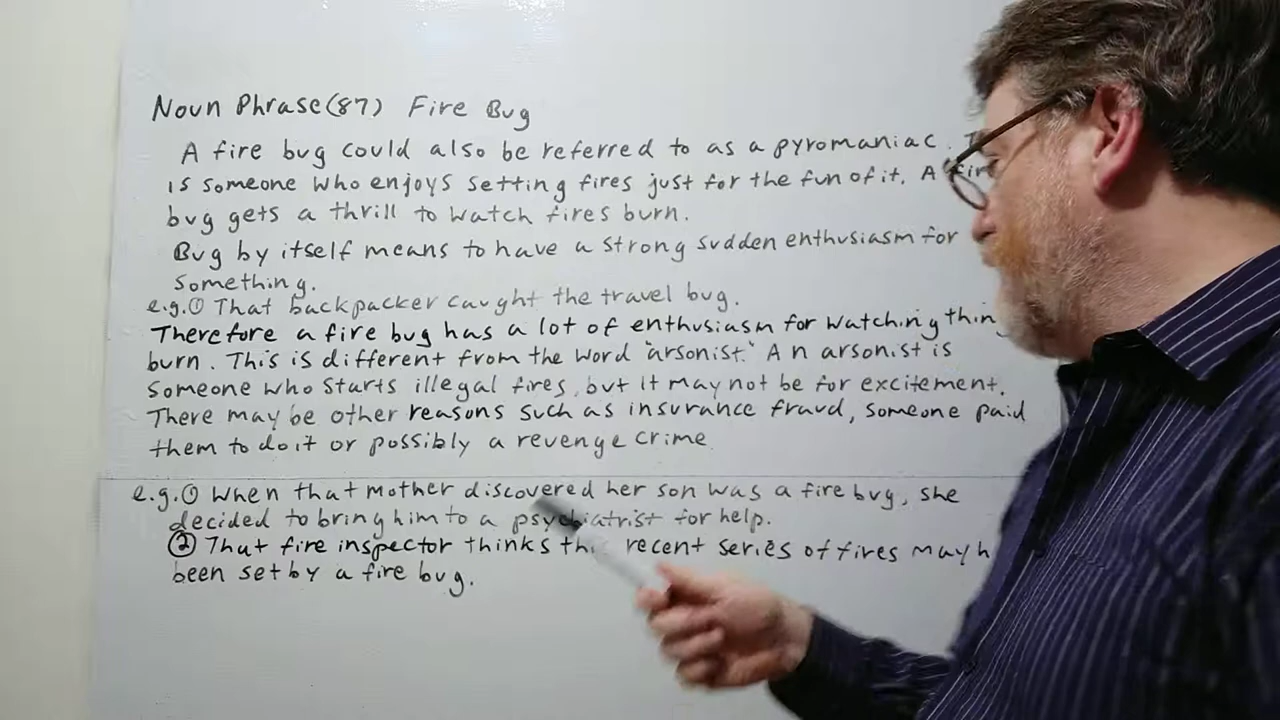 Noun Phrase (87) Fire Bug
A fire bug could also be referred to as a pyromaniac.
is someone who enjoys setting fires just for the fun of it. A
bug gets a thrill to watch fires burn.
Bug by itself means to have a strong sudden enthusiasm for
something.
e.g. ① That backpacker caught the travel bug.
Therefore a fire bug has a lot of enthusiasm for watching
burn. This is different from the word "arsonist." An arsonist is
someone who starts illegal fires, but it may not be for excitement.
There may be other reasons such as insurance fraud, someone paid
them to do it or possibly a revenge crime
e.g. ① When that mother discovered her son was a fire bug, she
decided to bring him to a psychiatrist for help.
② That fire inspector thinks recent series of fires may
been set by a fire bug.